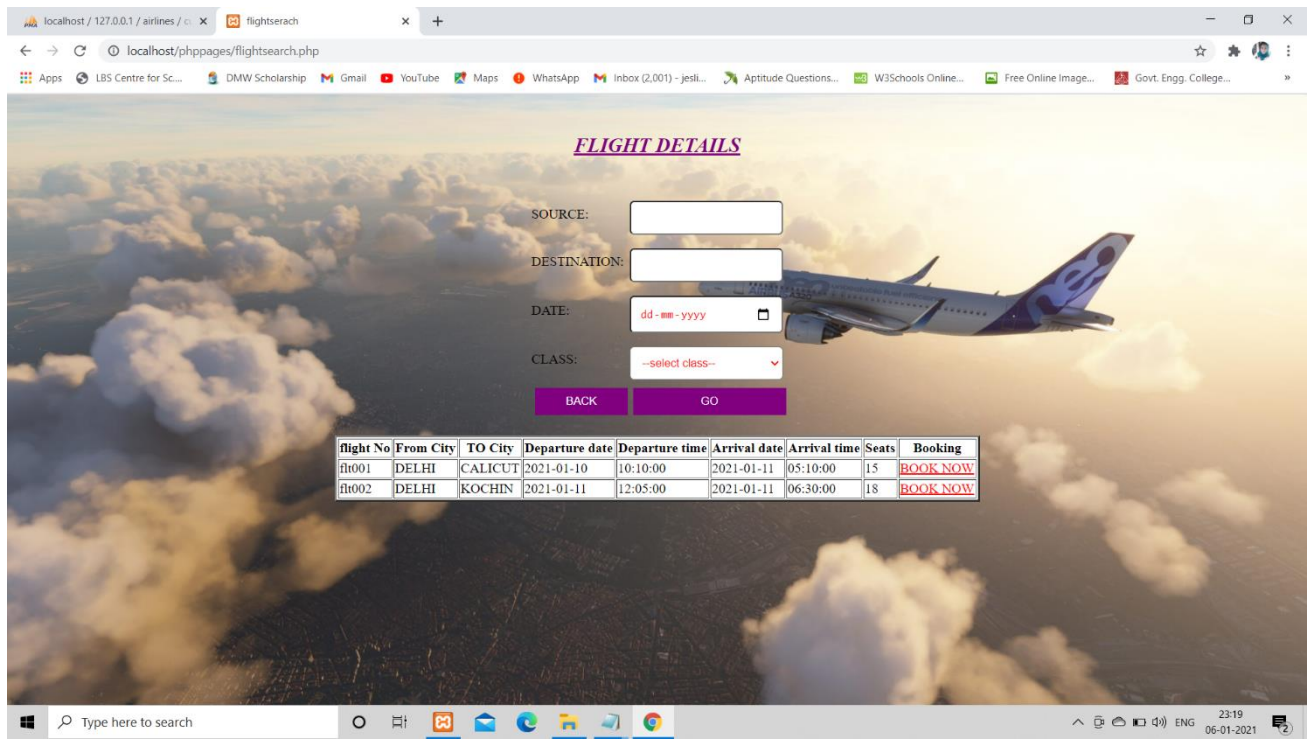 localhost / 127.0.0.1 / airlines / cu
flightserach
localhost/phppages/flightsearch.php
Apps LBS Centre for Sc.... DMW Scholarship Gmail YouTube Maps WhatsApp Inbox (2,001) - jesli... Aptitude Questions... W3Schools Online... Free Online Image... Govt. Engg. College... »
FLIGHT DETAILS
SOURCE:
DESTINATION:
DATE: dd-mm-yyyy
CLASS: --select class--
BACK GO
flight No From City TO City Departure date Departure time Arrival date Arrival time Seats Booking
flt001 DELHI CALICUT 2021-01-10 10:10:00 2021-01-11 05:10:00 15 BOOK NOW
flt002 DELHI KOCHIN 2021-01-11 12:05:00 2021-01-11 06:30:00 18 BOOK NOW
Type here to search
ENG
23:19
06-01-2021
2